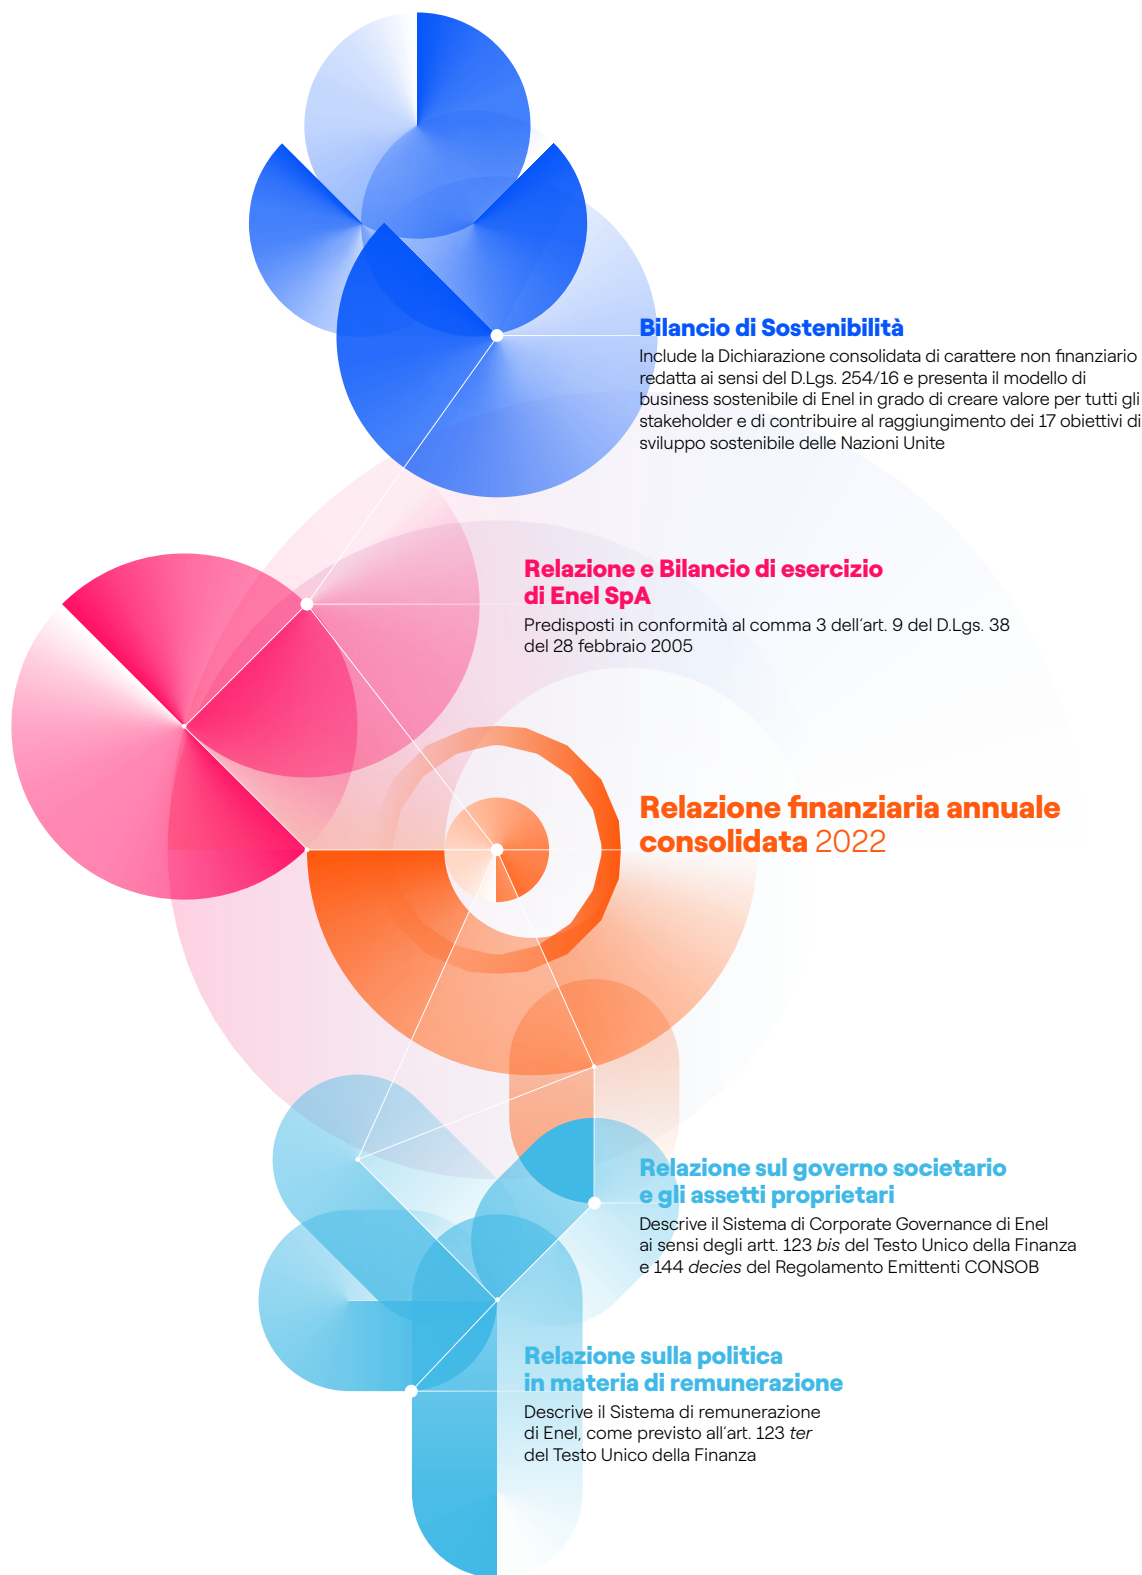 Bilancio di Sostenibilità
Include la Dichiarazione consolidata di carattere non finanziario
redatta ai sensi del D.Lgs. 254/16 e presenta il modello di
business sostenibile di Enel in grado di creare valore per tutti gli
stakeholder e di contribuire al raggiungimento dei 17 obiettivi di
sviluppo sostenibile delle Nazioni Unite
Relazione e Bilancio di esercizio
di Enel SpA
Predisposti in conformità al comma 3 dell'art. 9 del D.Lgs. 38
del 28 febbraio 2005
Relazione finanziaria annuale
consolidata 2022
Relazione sul governo societario
e gli assetti proprietari
Descrive il Sistema di Corporate Governance di Enel
ai sensi degli artt. 123 bis del Testo Unico della Finanza
e 144 decies del Regolamento Emittenti CONSOB
Relazione sulla politica
in materia di remunerazione
Descrive il Sistema di remunerazione
di Enel, come previsto all'art. 123 ter
del Testo Unico della Finanza